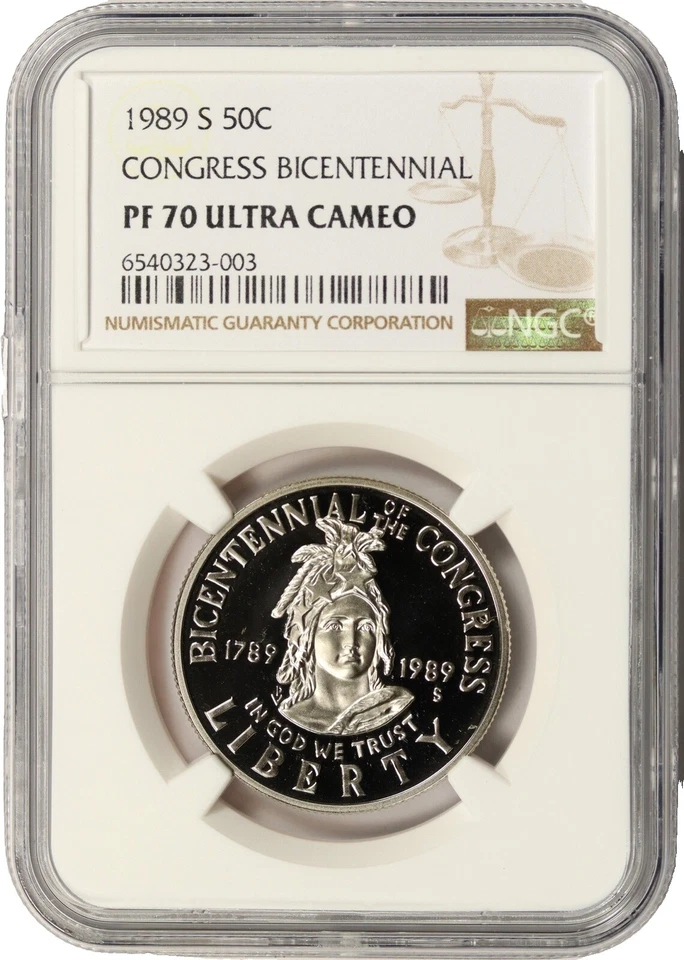 1989 S 50C
CONGRESS BICENTENNIAL
PF 70 ULTRA CAMEO
6540323-003
NUMISMATIC GUARANTY CORPORATION
NGC®
BICENTENNIAL OF THE CONGRESS
1789
1989
S
IN GOD WE TRUST
LIBERTY